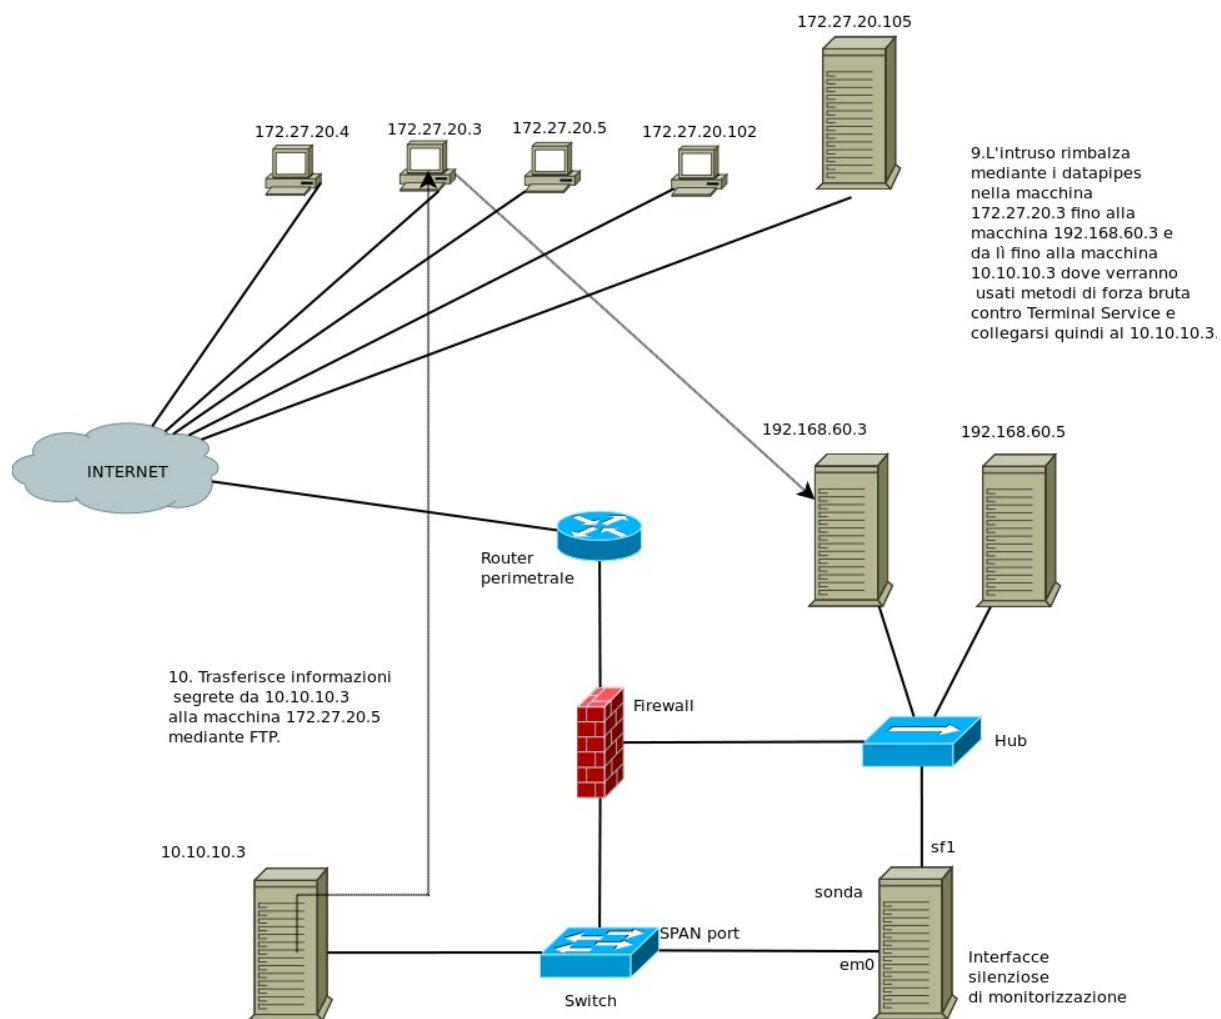 172.27.20.105
172.27.20.4
172.27.20.3
172.27.20.5
172.27.20.102
9.L'intruso rimbalza
mediante i datapipes
nella macchina
172.27.20.3 fino alla
macchina 192.168.60.3 e
da lì fino alla macchina
10.10.10.3 dove verranno
usati metodi di forza bruta
contro Terminal Service e
collegarsi quindi al 10.10.10.3.
192.168.60.3
192.168.60.5
INTERNET
Router
perimetrale
10. Trasferisce informazioni
segrete da 10.10.10.3
alla macchina 172.27.20.5
mediante FTP.
Firewall
Hub
10.10.10.3
sf1
sonda
SPAN port
em0
Interfacce
silenziose
di monitorizzazione
Switch